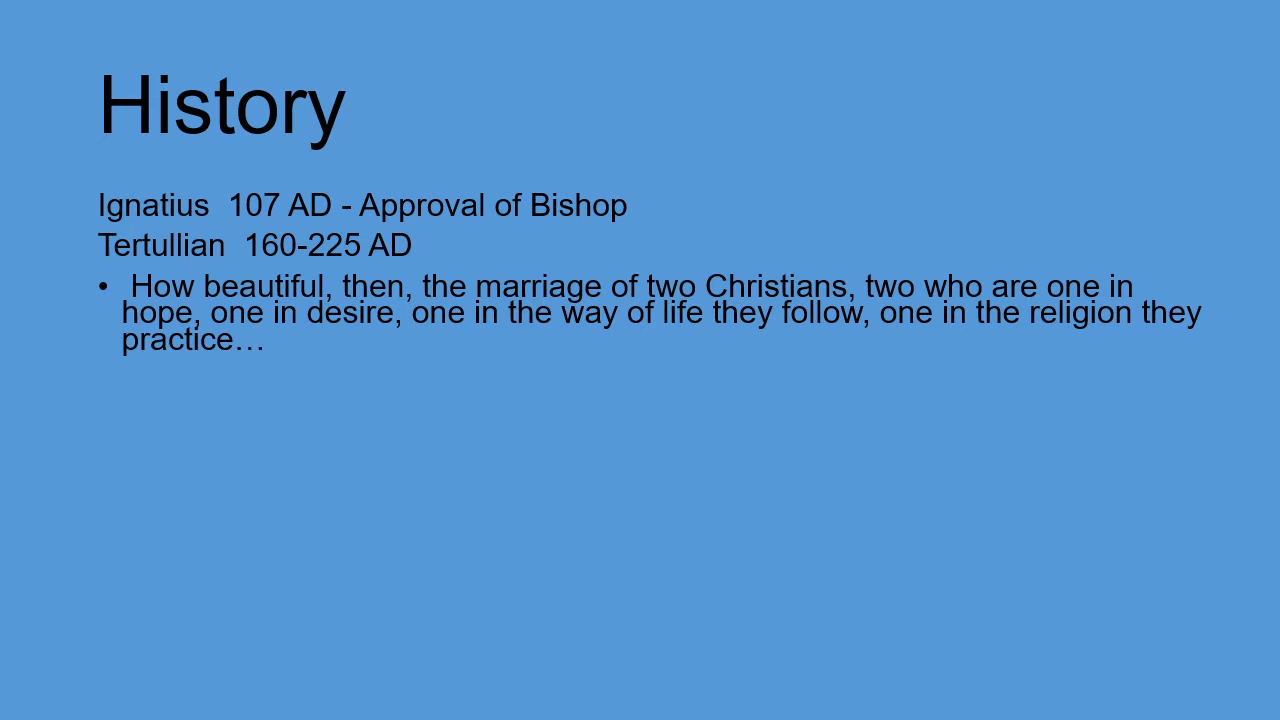 History
Ignatius  107 AD - Approval of Bishop
Tertullian  160-225 AD
•  How beautiful, then, the marriage of two Christians, two who are one in
hope, one in desire, one in the way of life they follow, one in the religion they
practice…